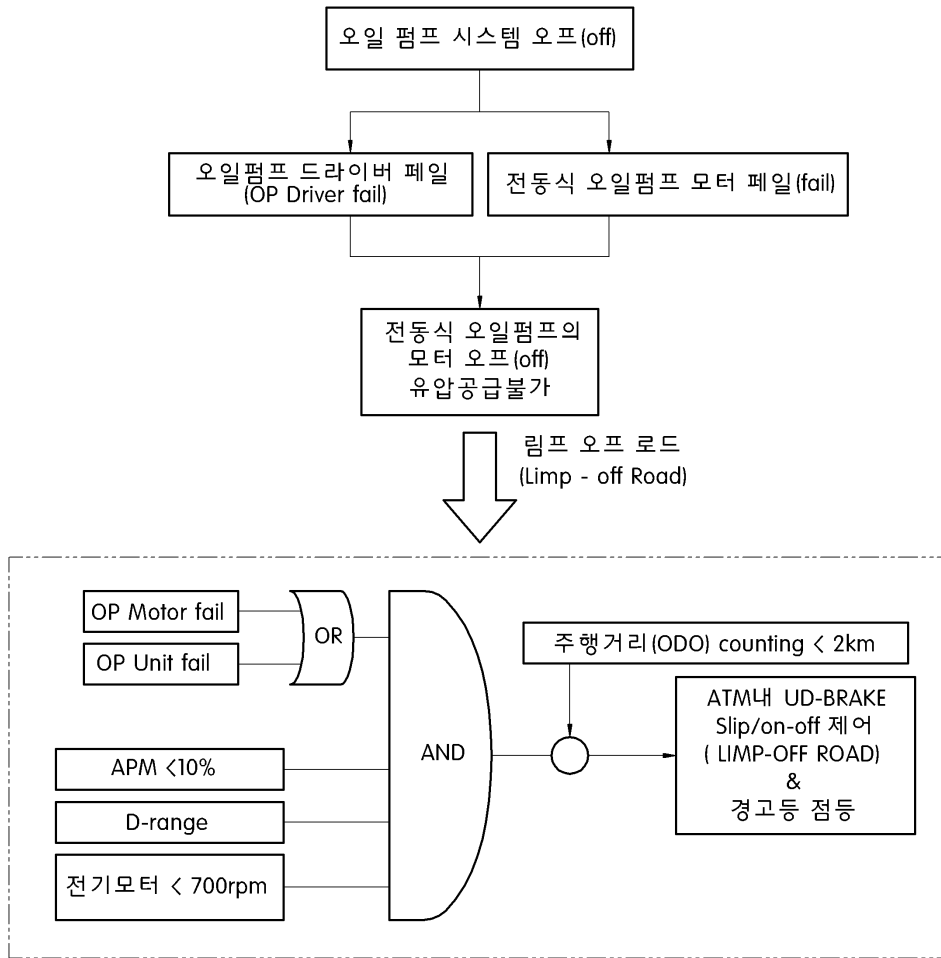 오일 펌프 시스템 오프(off)
오일펌프 드라이버 페일
(OP Driver fail)
전동식 오일펌프 모터 페일(fail)
전동식 오일펌프의
모터 오프(off)
유압공급불가
림프 오프 로드
(Limp - off Road)
OP Motor fail
OP Unit fail
OR
APM <10%
D-range
전기모터 < 700rpm
AND
주행거리(ODO) counting < 2km
ATM내 UD-BRAKE
Slip/on-off 제어
( LIMP-OFF ROAD)
&
경고등 점등